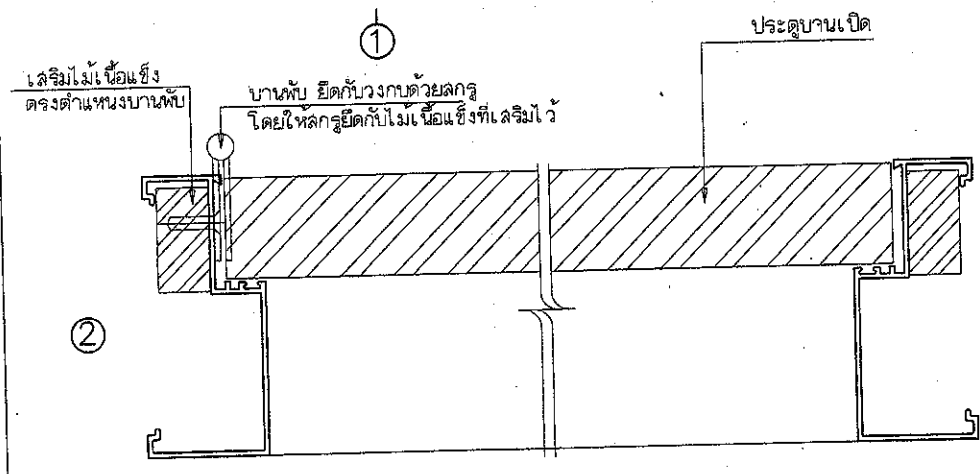 ①
ประตูบานเปิด
เสริมไม้เนื้อแข็ง
ตรงตำแหน่งบานพับ
บานพับ ยึดกับวงกบด้วยสกรู
โดยให้สกรูยึดกับไม้เนื้อแข็งที่เสริมไว้
②